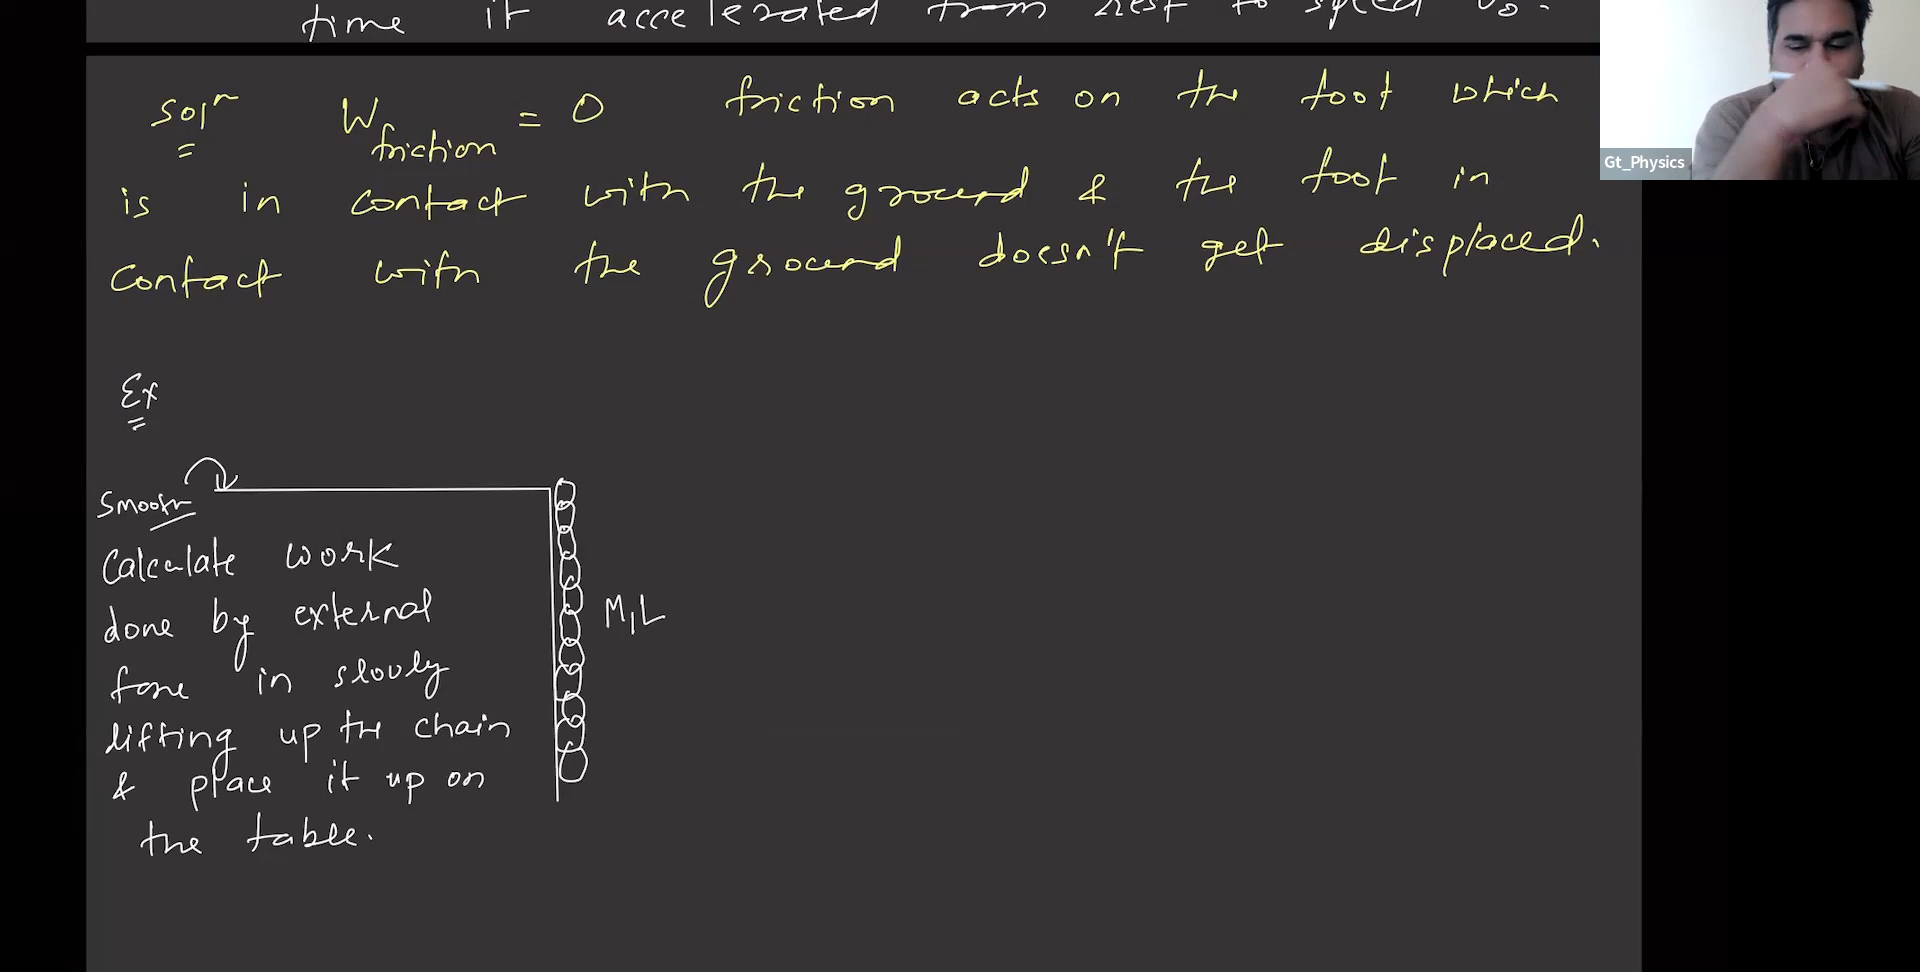 time it accelerated from rest to speed v₀.
Gt_Physics
Solⁿ W friction = 0 friction acts on the foot which
is in contact with the ground & the foot in
contact with the ground doesn't get displaced.
Ex
Smooth
Calculate work
done by external
force in slowly
lifting up the chain
& place it up on
the table.
M,L